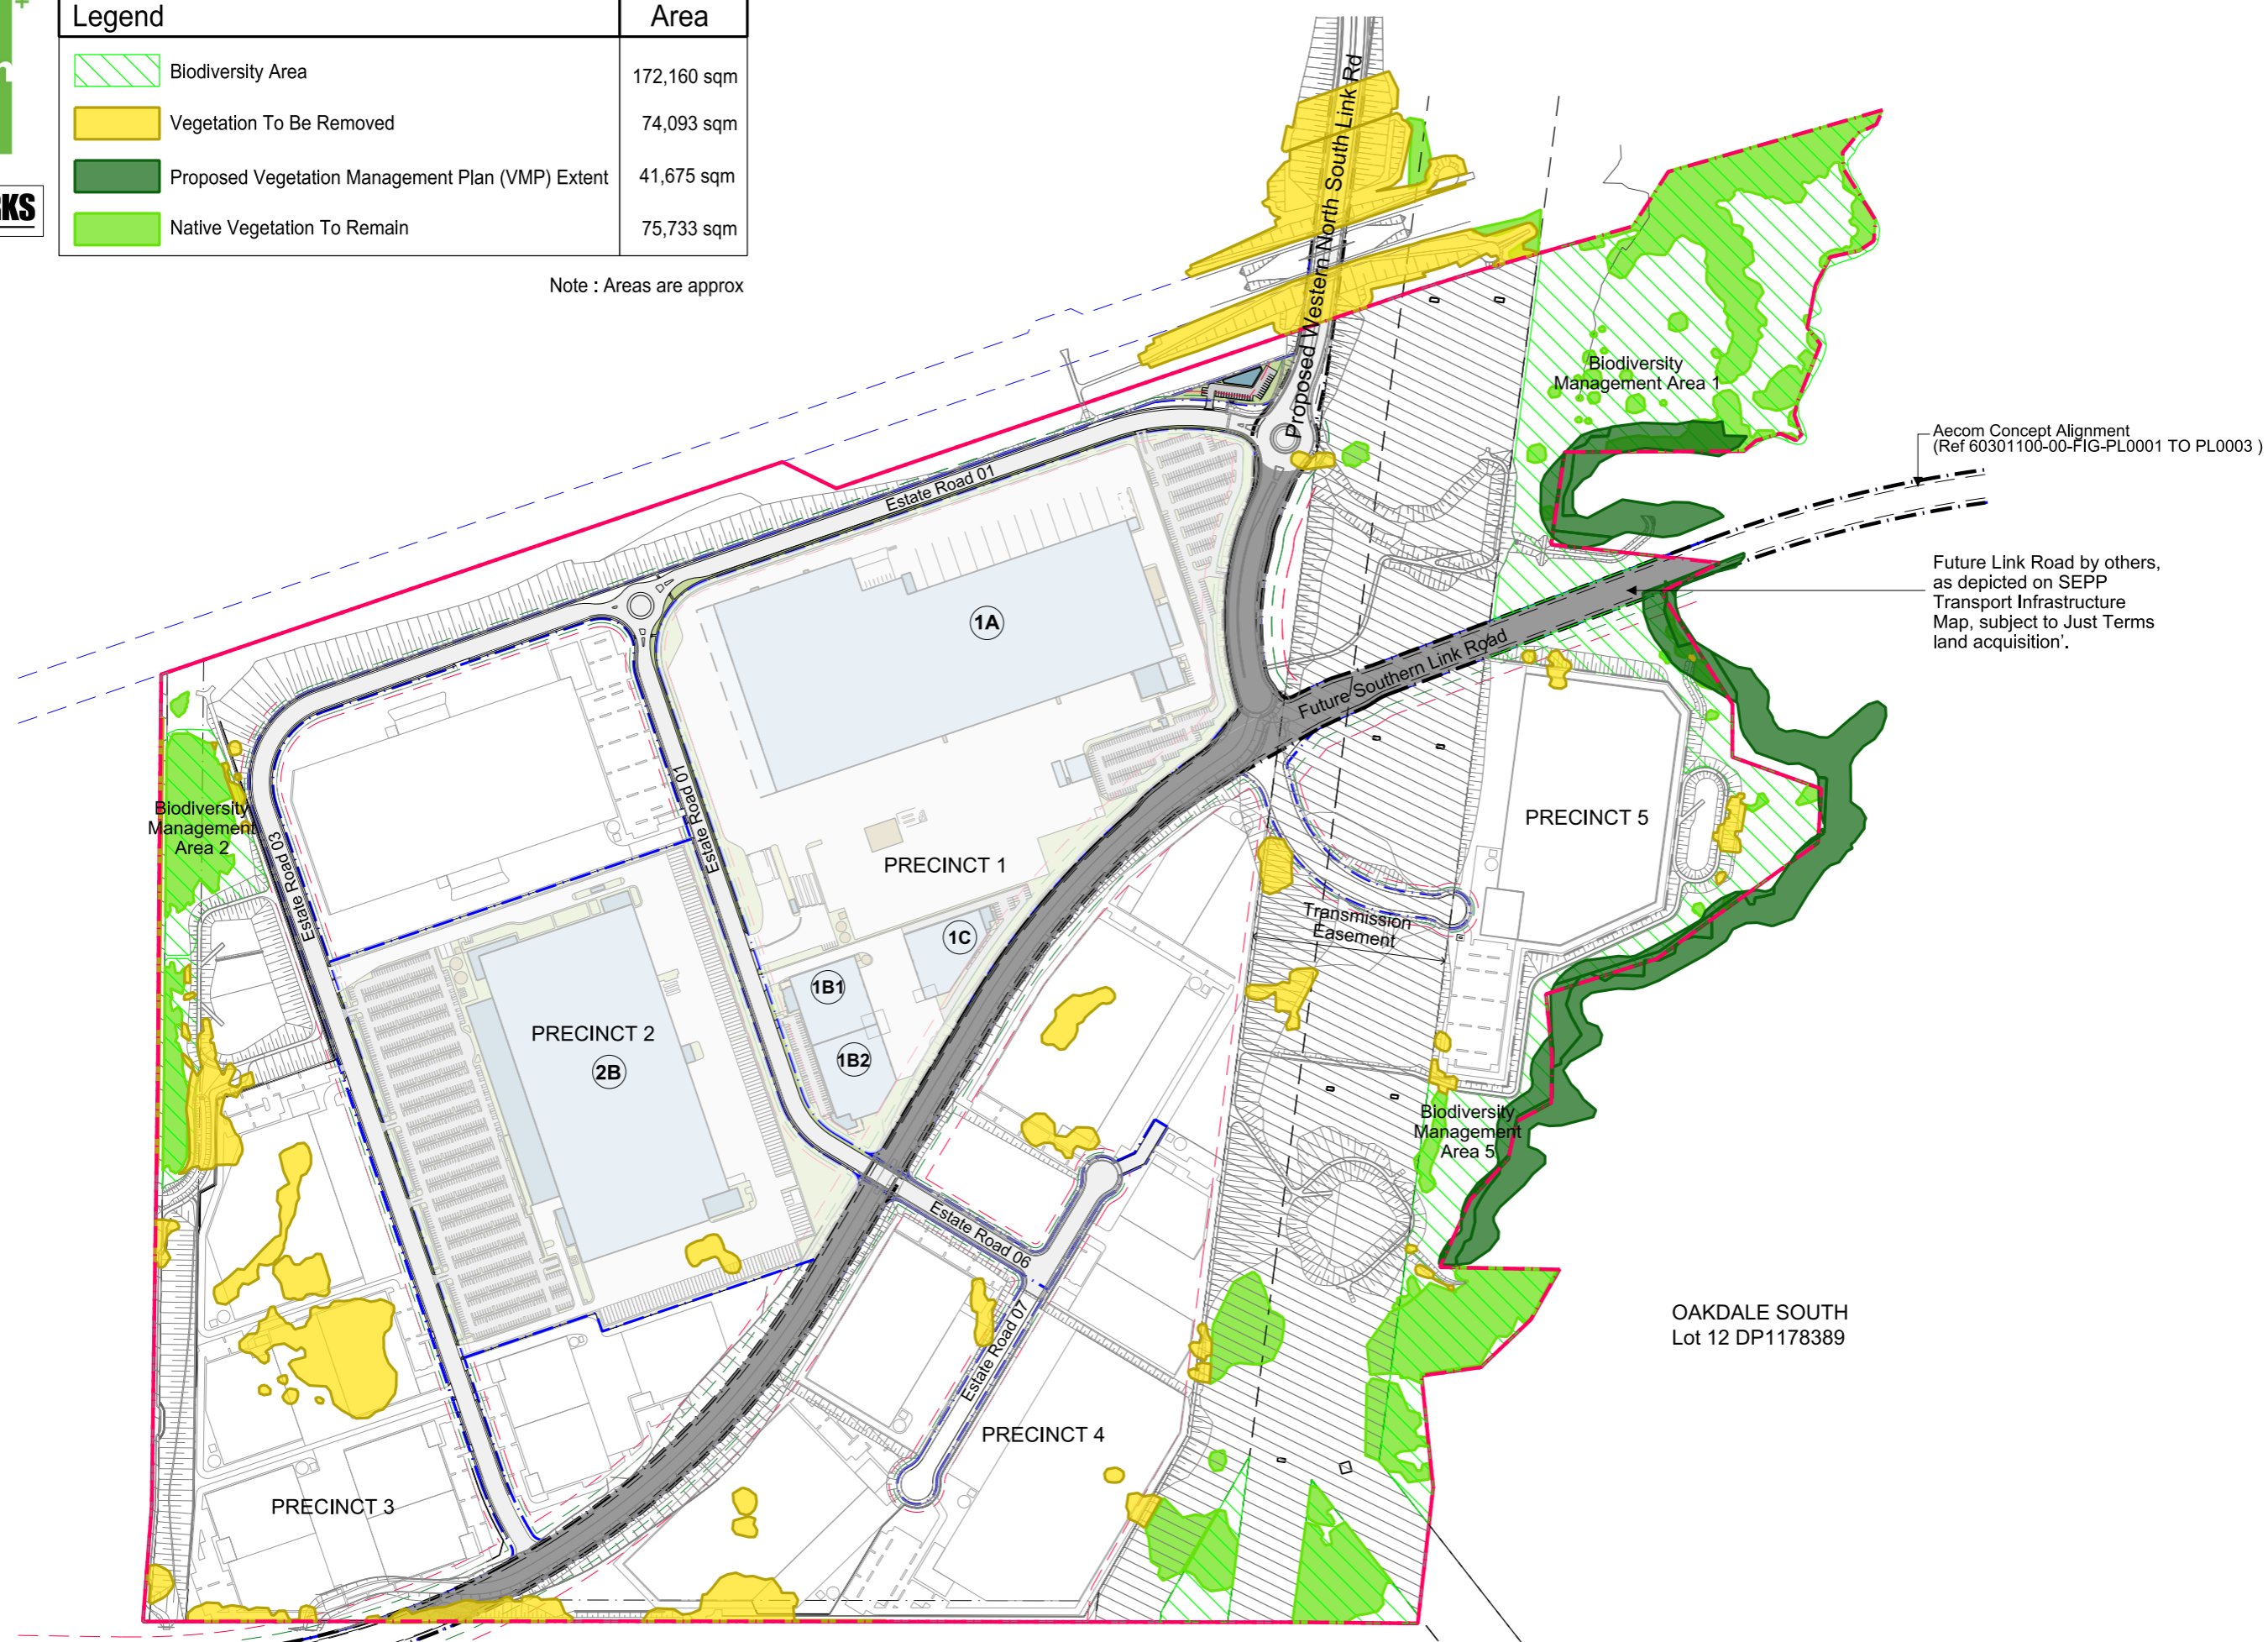 Legend
Area
Biodiversity Area
172,160 sqm
Vegetation To Be Removed
74,093 sqm
Proposed Vegetation Management Plan (VMP) Extent
41,675 sqm
Native Vegetation To Remain
75,733 sqm
Note : Areas are approx
Proposed Western North South Link Rd
Biodiversity
Management Area 1
Aecom Concept Alignment
(Ref 60301100-00-FIG-PL0001 TO PL0003 )
Estate Road 01
Future Link Road by others,
as depicted on SEPP
Transport Infrastructure
Map, subject to Just Terms
land acquisition'.
1A
Future Southern Link Road
Biodiversity
Management
Area 2
Estate Road 03
Estate Road 01
PRECINCT 1
PRECINCT 5
Transmission
Easement
1C
1B1
1B2
PRECINCT 2
2B
Biodiversity
Management
Area 5
Estate Road 06
Estate Road 07
OAKDALE SOUTH
Lot 12 DP1178389
PRECINCT 4
PRECINCT 3